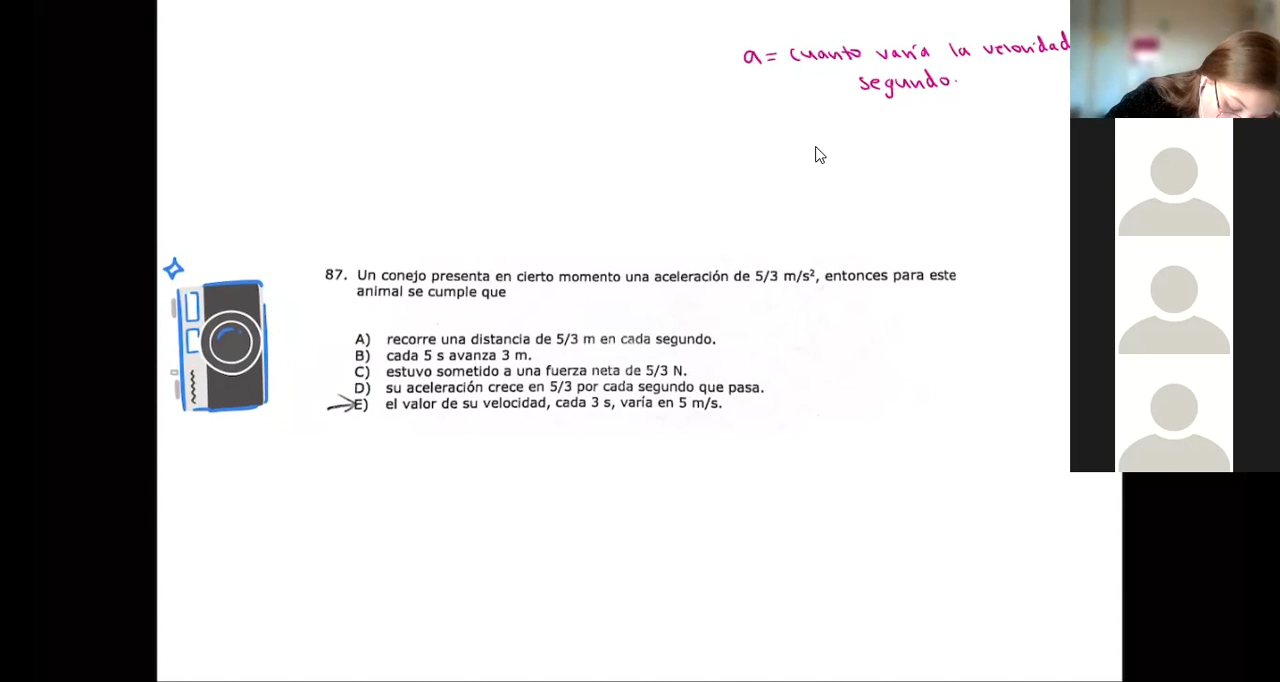 a = cuanto varía la velocidad
segundo.
87. Un conejo presenta en cierto momento una aceleración de 5/3 m/s², entonces para este
animal se cumple que
A) recorre una distancia de 5/3 m en cada segundo.
B) cada 5 s avanza 3 m.
C) estuvo sometido a una fuerza neta de 5/3 N.
D) su aceleración crece en 5/3 por cada segundo que pasa.
E) el valor de su velocidad, cada 3 s, varía en 5 m/s.